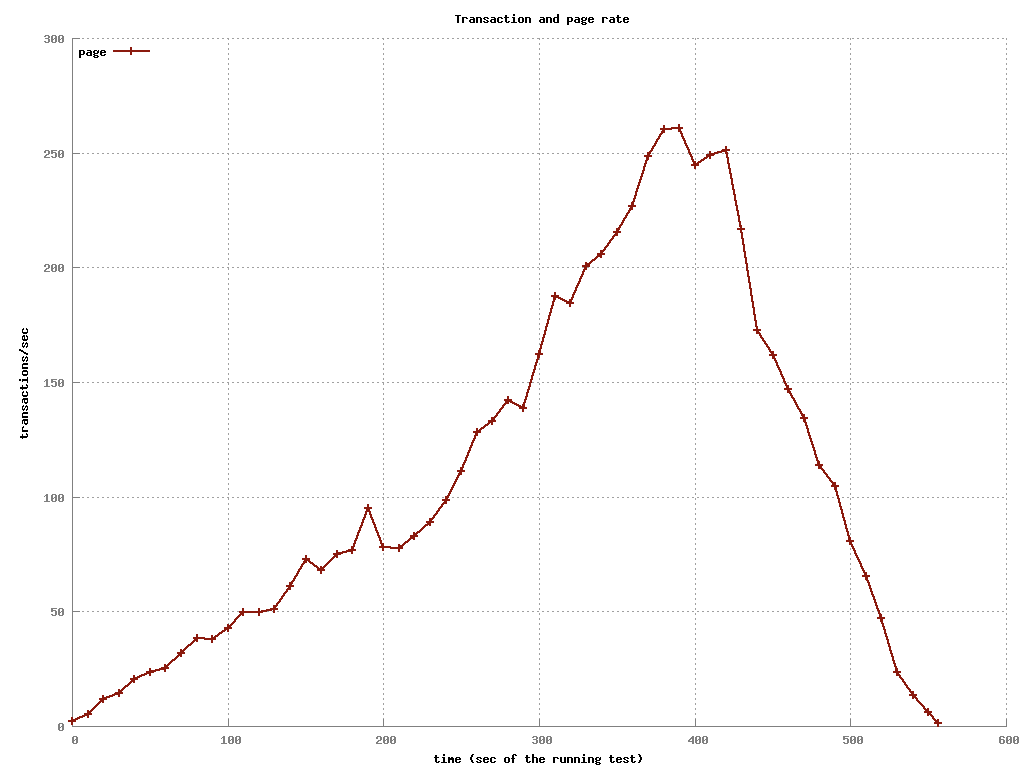 Transaction and page rate
300
page
250
200
150
100
50
0
transactions/sec
0 100 200 300 400 500 600
time (sec of the running test)